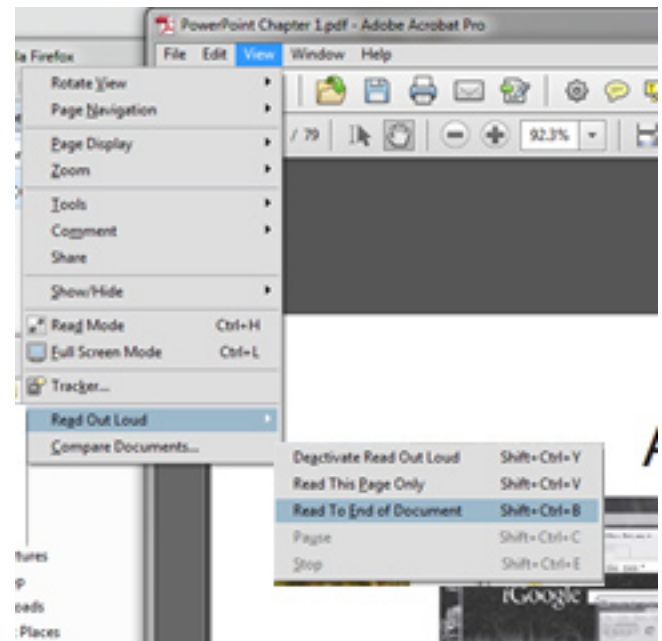 PowerPoint Chapter 1.pdf - Adobe Acrobat Pro
la Firefox
File Edit View Window Help
Rotate View
Page Navigation
/ 79 92.3%
Page Display
Zoom
Tools
Comment
Share
Show/Hide
Read Mode Ctrl+H
Full Screen Mode Ctrl+L
Tracker...
Read Out Loud
Compare Documents...
Deactivate Read Out Loud Shift+Ctrl+Y
Read This Page Only Shift+Ctrl+V
Read To End of Document Shift+Ctrl+B
Pause Shift+Ctrl+C
Stop Shift+Ctrl+E
A
tures
p
oads
iGoogle
Places